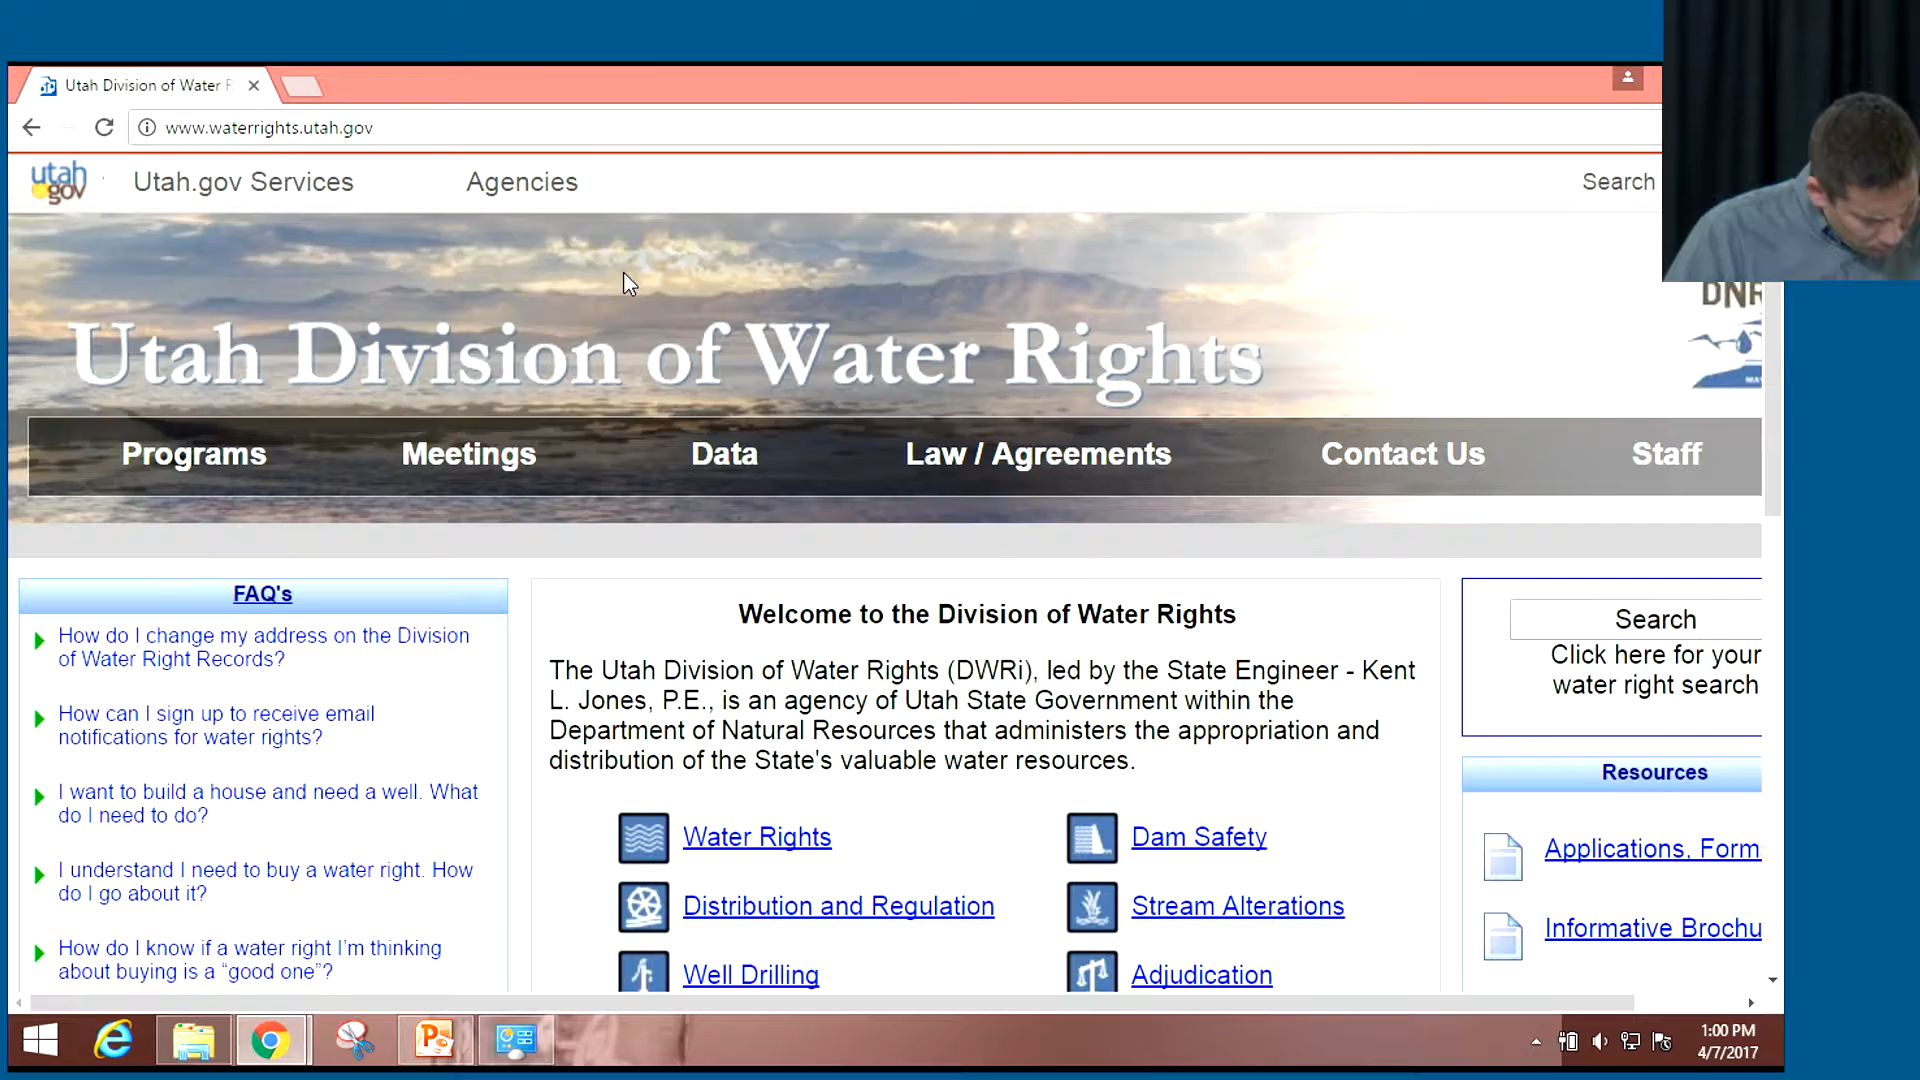 Utah Division of Water R
www.waterrights.utah.gov
utah
gov
Utah.gov Services
Agencies
Search
DNR
Utah Division of Water Rights
Programs
Meetings
Data
Law / Agreements
Contact Us
Staff
FAQ's
How do I change my address on the Division
of Water Right Records?
How can I sign up to receive email
notifications for water rights?
I want to build a house and need a well. What
do I need to do?
I understand I need to buy a water right. How
do I go about it?
How do I know if a water right I'm thinking
about buying is a “good one”?
Welcome to the Division of Water Rights
The Utah Division of Water Rights (DWRi), led by the State Engineer - Kent
L. Jones, P.E., is an agency of Utah State Government within the
Department of Natural Resources that administers the appropriation and
distribution of the State's valuable water resources.
Water Rights
Dam Safety
Distribution and Regulation
Stream Alterations
Well Drilling
Adjudication
Search
Click here for your
water right search
Resources
Applications, Form
Informative Brochu
1:00 PM
4/7/2017